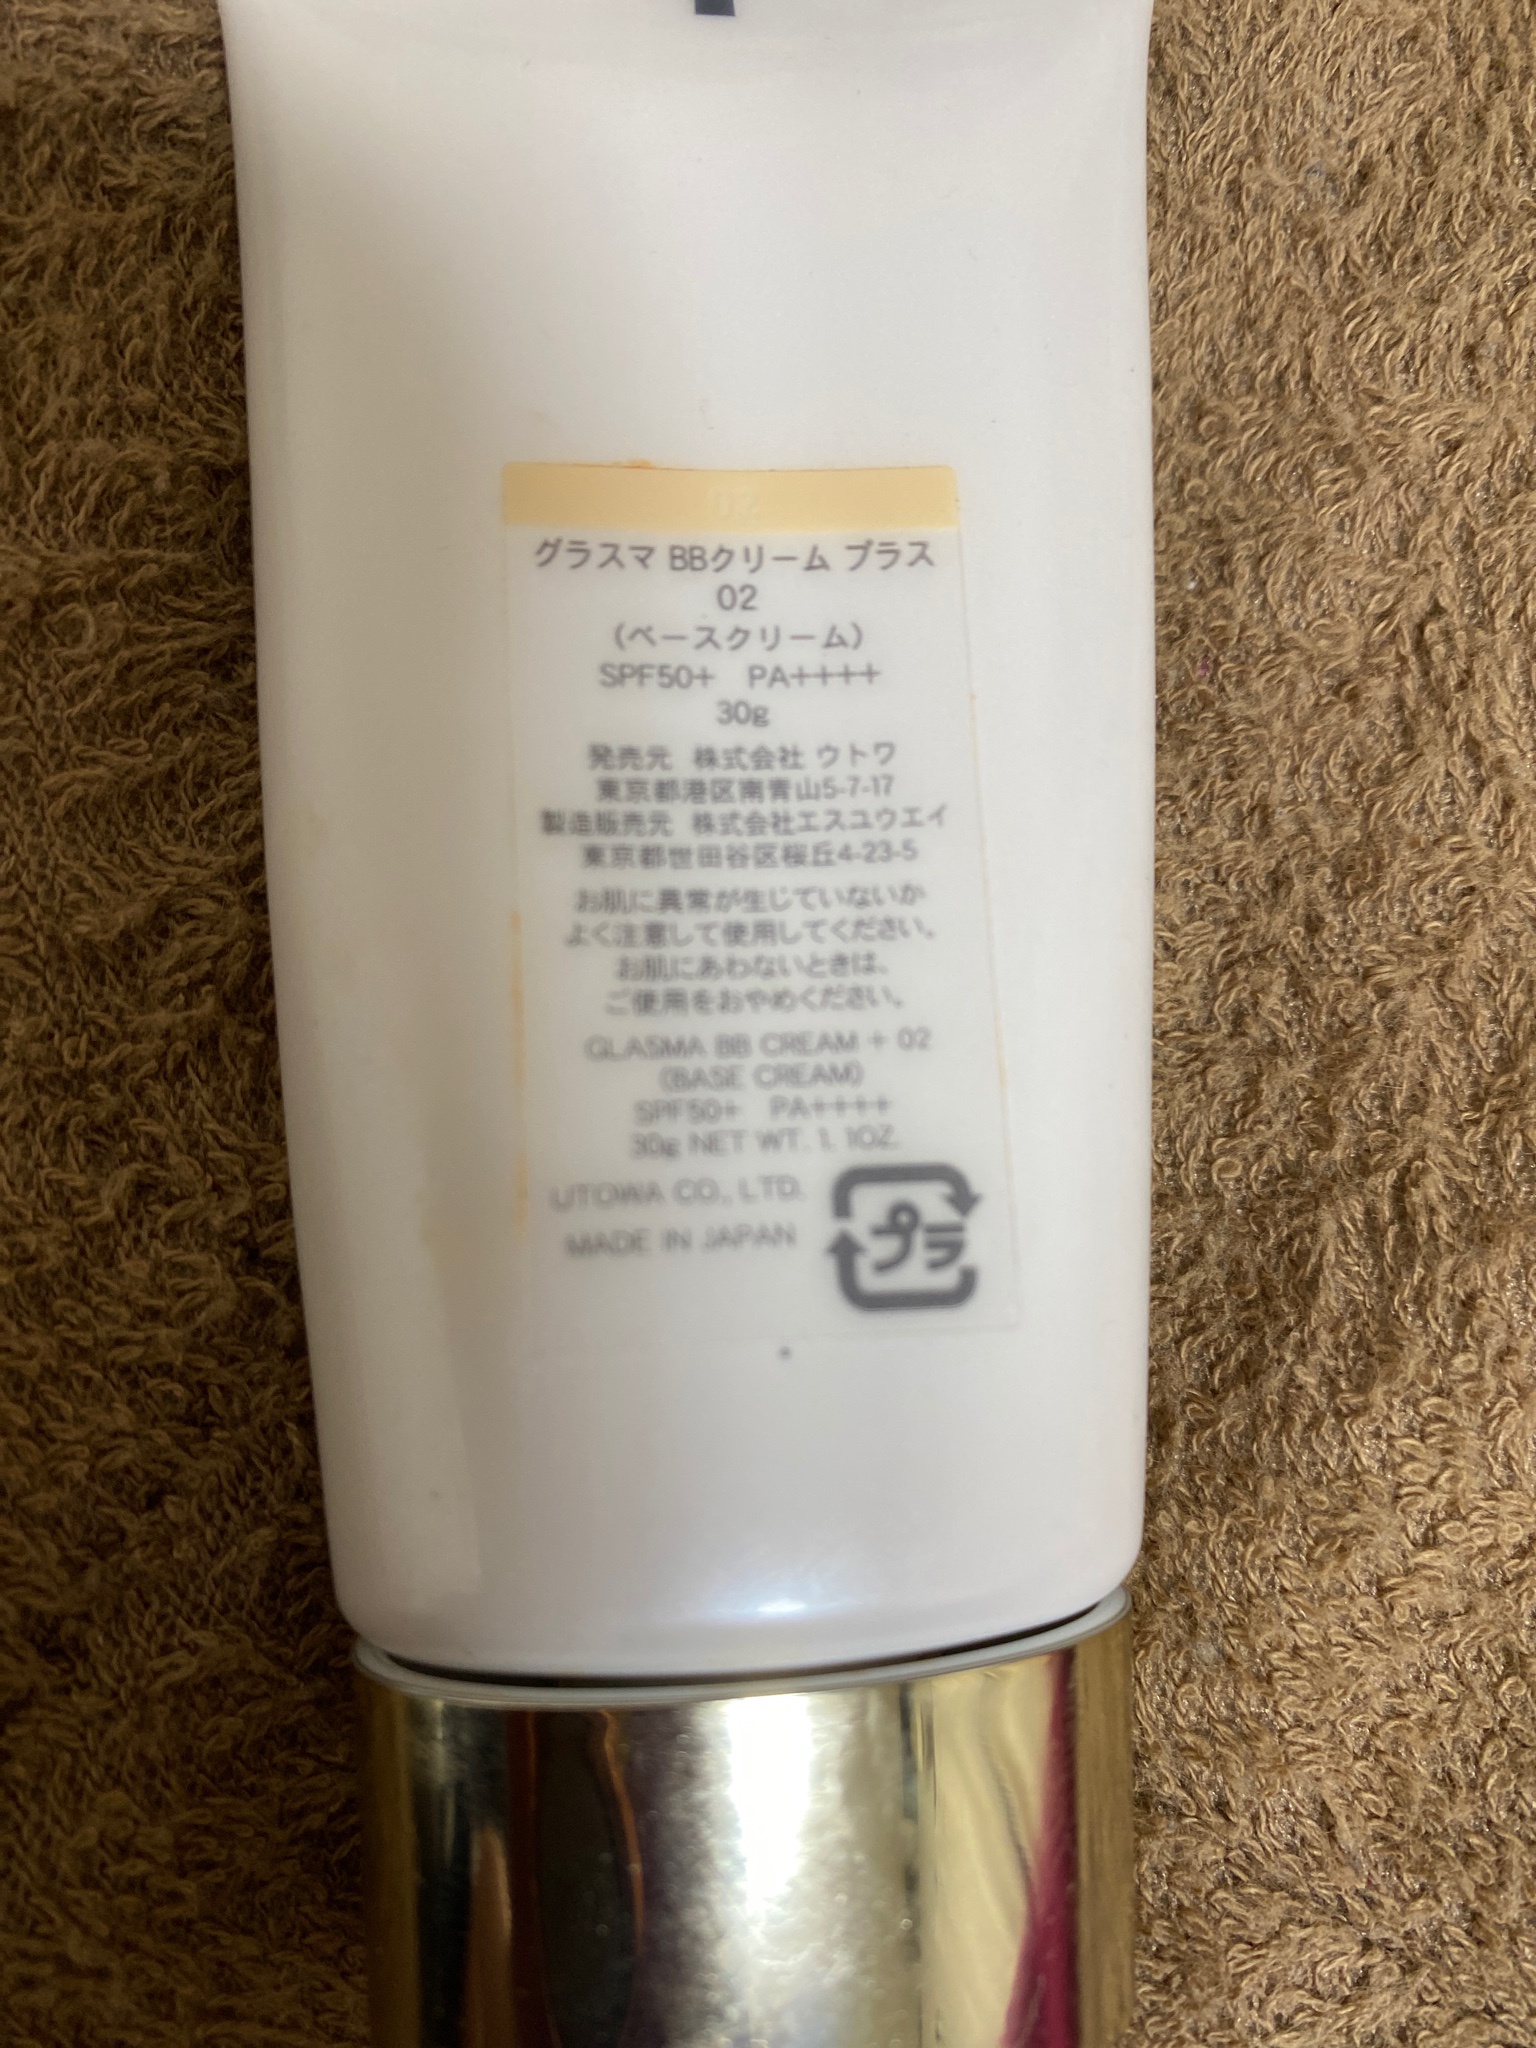 02
グラスマ BBクリーム プラス
02
(ベースクリーム)
SPF50+ PA++++
30g
発売元 株式会社 ウトワ
東京都港区南青山5-7-17
製造販売元 株式会社エスユウエイ
東京都世田谷区桜丘4-23-5
お肌に異常が生じていないか
よく注意して使用してください。
お肌にあわないときは、
ご使用をおやめください。
GLASMA BB CREAM + 02
(BASE CREAM)
SPF50+ PA++++
30g NET WT. 1. 1OZ.
UTOWA CO., LTD.
MADE IN JAPAN
プラ